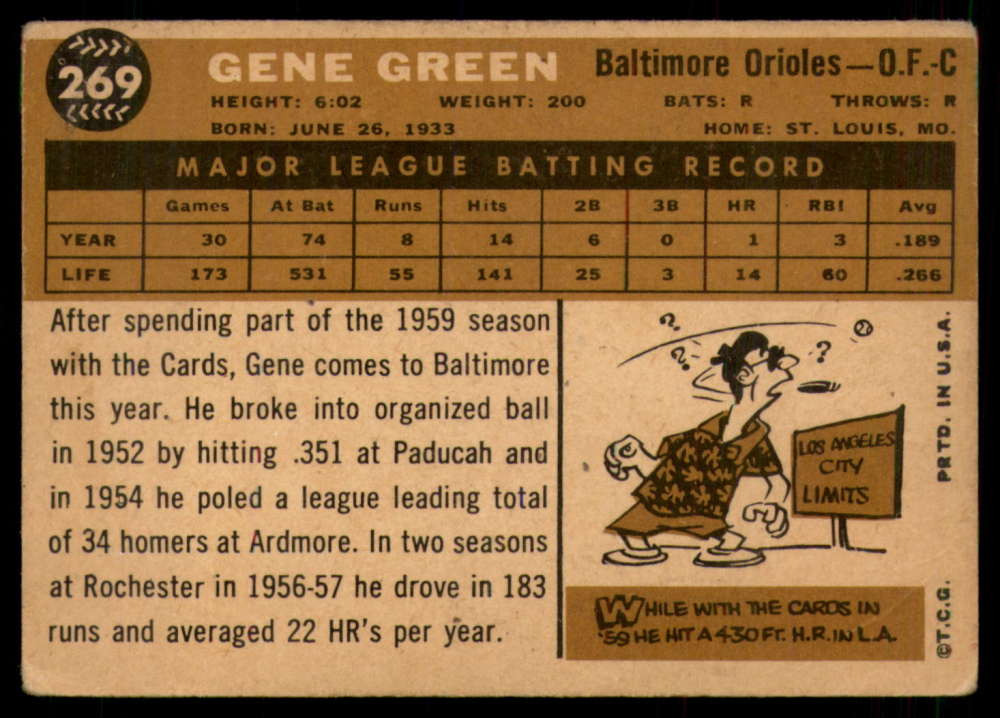 269
GENE GREEN Baltimore Orioles—O.F.-C
HEIGHT: 6:02 WEIGHT: 200 BATS: R THROWS: R
BORN: JUNE 26, 1933 HOME: ST. LOUIS, MO.
MAJOR LEAGUE BATTING RECORD
Games At Bat Runs Hits 2B 3B HR RBI Avg
YEAR 30 74 8 14 6 0 1 3 .189
LIFE 173 531 55 141 25 3 14 60 .266
After spending part of the 1959 season
with the Cards, Gene comes to Baltimore
this year. He broke into organized ball
in 1952 by hitting .351 at Paducah and
in 1954 he poled a league leading total
of 34 homers at Ardmore. In two seasons
at Rochester in 1956-57 he drove in 183
runs and averaged 22 HR's per year.
? ? ?
LOS ANGELES
CITY
LIMITS
WHILE WITH THE CARDS IN
'59 HE HIT A 430 FT. H.R. IN L.A.
PRTD. IN U.S.A.
©T.C.G.